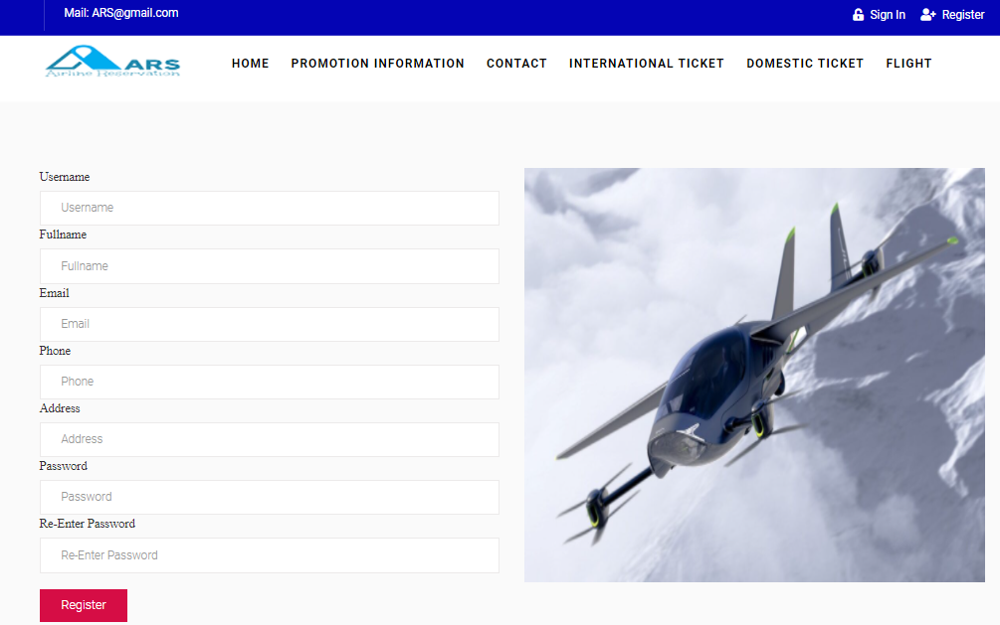 Mail: ARS@gmail.com
Sign In Register
ARS
Airline Reservation
HOME PROMOTION INFORMATION CONTACT INTERNATIONAL TICKET DOMESTIC TICKET FLIGHT
Username
Username
Fullname
Fullname
Email
Email
Phone
Phone
Address
Address
Password
Password
Re-Enter Password
Re-Enter Password
Register